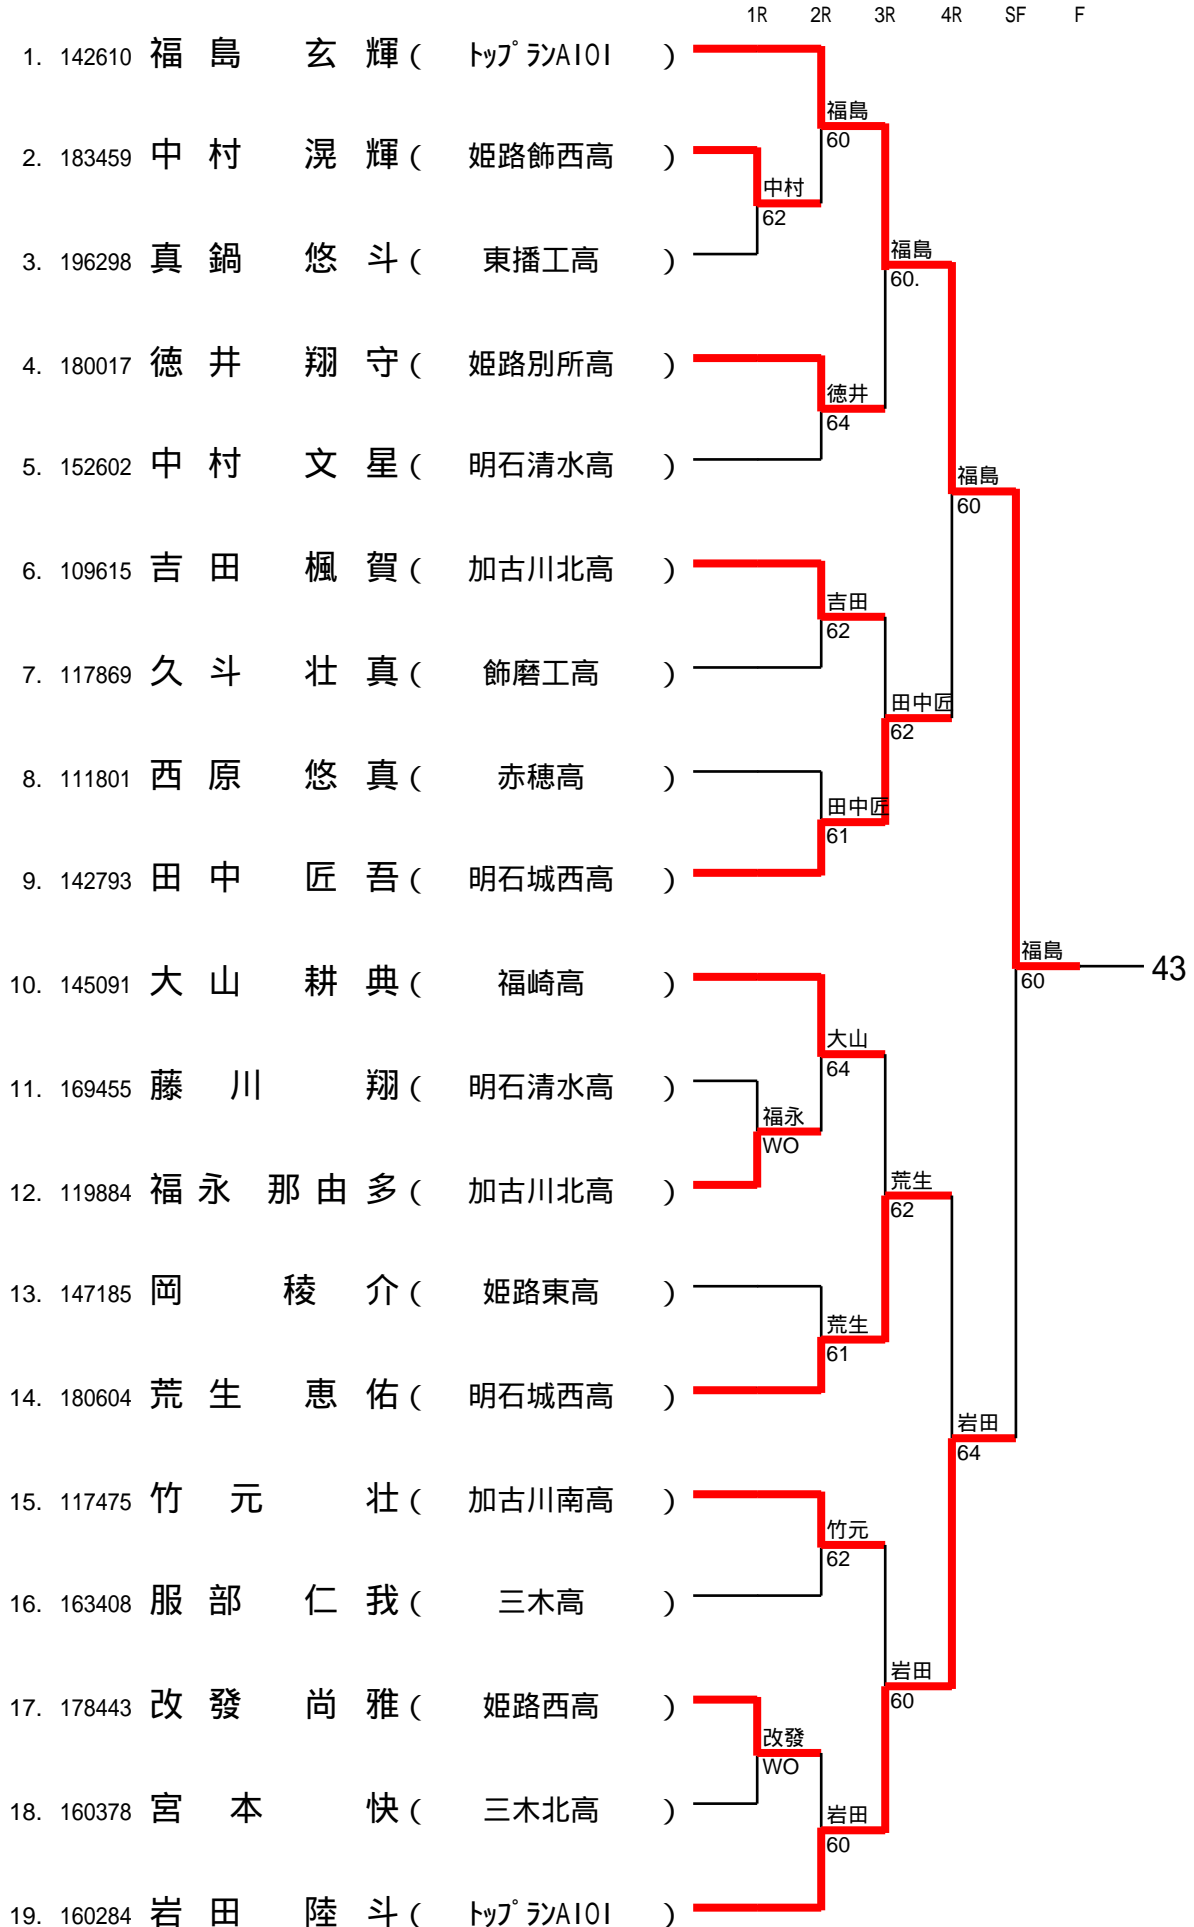 1R 2R 3R 4R SF F
1. 142610 福島 玄輝 ( トップランAIOI )
福島
60
2. 183459 中村 滉輝 ( 姫路飾西高 )
中村
62
3. 196298 真鍋 悠斗 ( 東播工高 )
福島
60.
4. 180017 徳井 翔守 ( 姫路別所高 )
徳井
64
5. 152602 中村 文星 ( 明石清水高 )
福島
60
6. 109615 吉田 楓賀 ( 加古川北高 )
吉田
62
7. 117869 久斗 壮真 ( 飾磨工高 )
田中匠
62
8. 111801 西原 悠真 ( 赤穂高 )
田中匠
61
9. 142793 田中 匠吾 ( 明石城西高 )
福島
60
43
10. 145091 大山 耕典 ( 福崎高 )
大山
64
11. 169455 藤川 翔 ( 明石清水高 )
福永
WO
12. 119884 福永 那由多 ( 加古川北高 )
荒生
62
13. 147185 岡 稜介 ( 姫路東高 )
荒生
61
14. 180604 荒生 恵佑 ( 明石城西高 )
岩田
64
15. 117475 竹元 壮 ( 加古川南高 )
竹元
62
16. 163408 服部 仁我 ( 三木高 )
岩田
60
17. 178443 改發 尚雅 ( 姫路西高 )
改發
WO
18. 160378 宮本 快 ( 三木北高 )
岩田
60
19. 160284 岩田 陸斗 ( トップランAIOI )